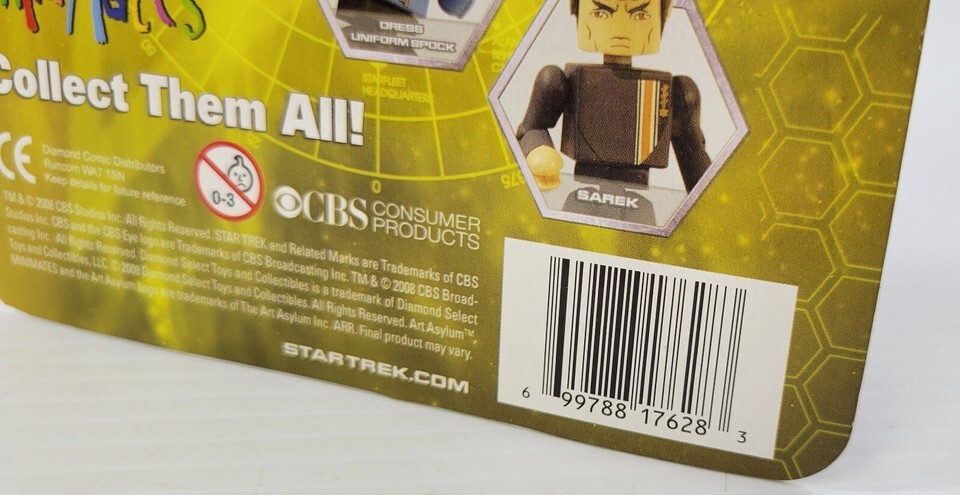 DRESS
UNIFORM SPOCK
STARFLEET
HEADQUARTERS
Collect Them All!
CE
Diamond Comic Distributors
Runcorn WA7 1SN
Keep details for future reference
0-3
0
CBS CONSUMER
PRODUCTS
SAREK
TM & © 2008 CBS Studios Inc. All Rights Reserved. STAR TREK and Related Marks are Trademarks of CBS
Studios Inc. CBS and the CBS Eye logo are Trademarks of CBS Broadcasting Inc. TM & © 2008 CBS Broad-
casting Inc. All Rights Reserved. Diamond Select Toys and Collectibles is a trademark of Diamond Select
Toys and Collectibles, LLC. © 2008 Diamond Select Toys and Collectibles. All Rights Reserved. Art Asylum™,
MINIMATES and the Art Asylum Logo are trademarks of The Art Asylum Inc. ARR. Final product may vary.
STARTREK.COM
6 99788 17628 3